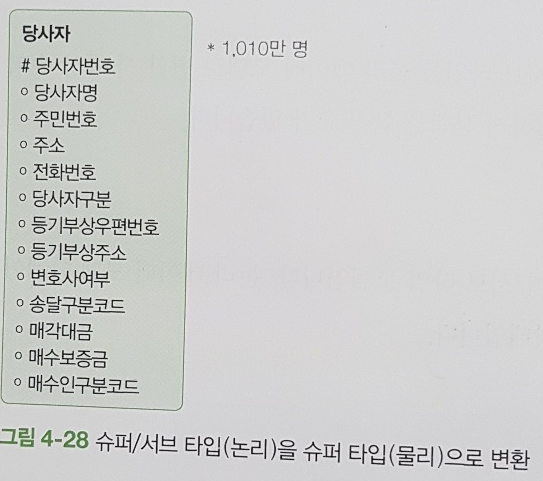 당사자
* 1,010만 명
# 당사자번호
o 당사자명
o 주민번호
o 주소
o 전화번호
o 당사자구분
o 등기부상우편번호
o 등기부상주소
o 변호사여부
o 송달구분코드
o 매각대금
o 매수보증금
o 매수인구분코드
그림 4-28 슈퍼/서브 타입(논리)을 슈퍼 타입(물리)으로 변환